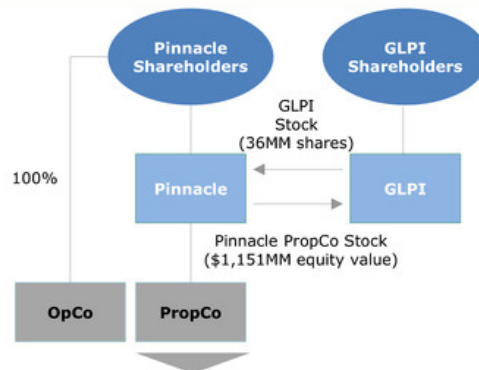 Pinnacle
Shareholders
GLPI
Shareholders
GLPI
Stock
(36MM shares)
100%
Pinnacle
GLPI
Pinnacle PropCo Stock
($1,151MM equity value)
OpCo
PropCo